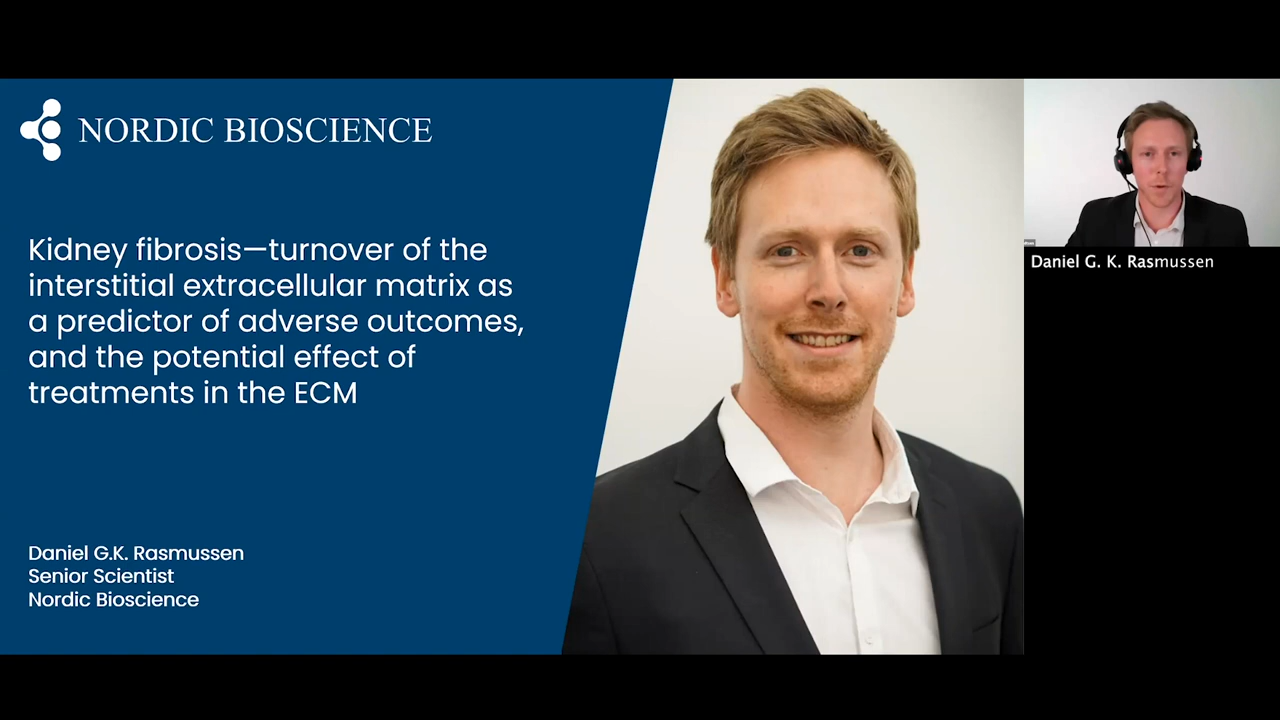 NORDIC BIOSCIENCE
Kidney fibrosis—turnover of the
interstitial extracellular matrix as
a predictor of adverse outcomes,
and the potential effect of
treatments in the ECM
Daniel G.K. Rasmussen
Senior Scientist
Nordic Bioscience
Daniel G. K. Rasmussen